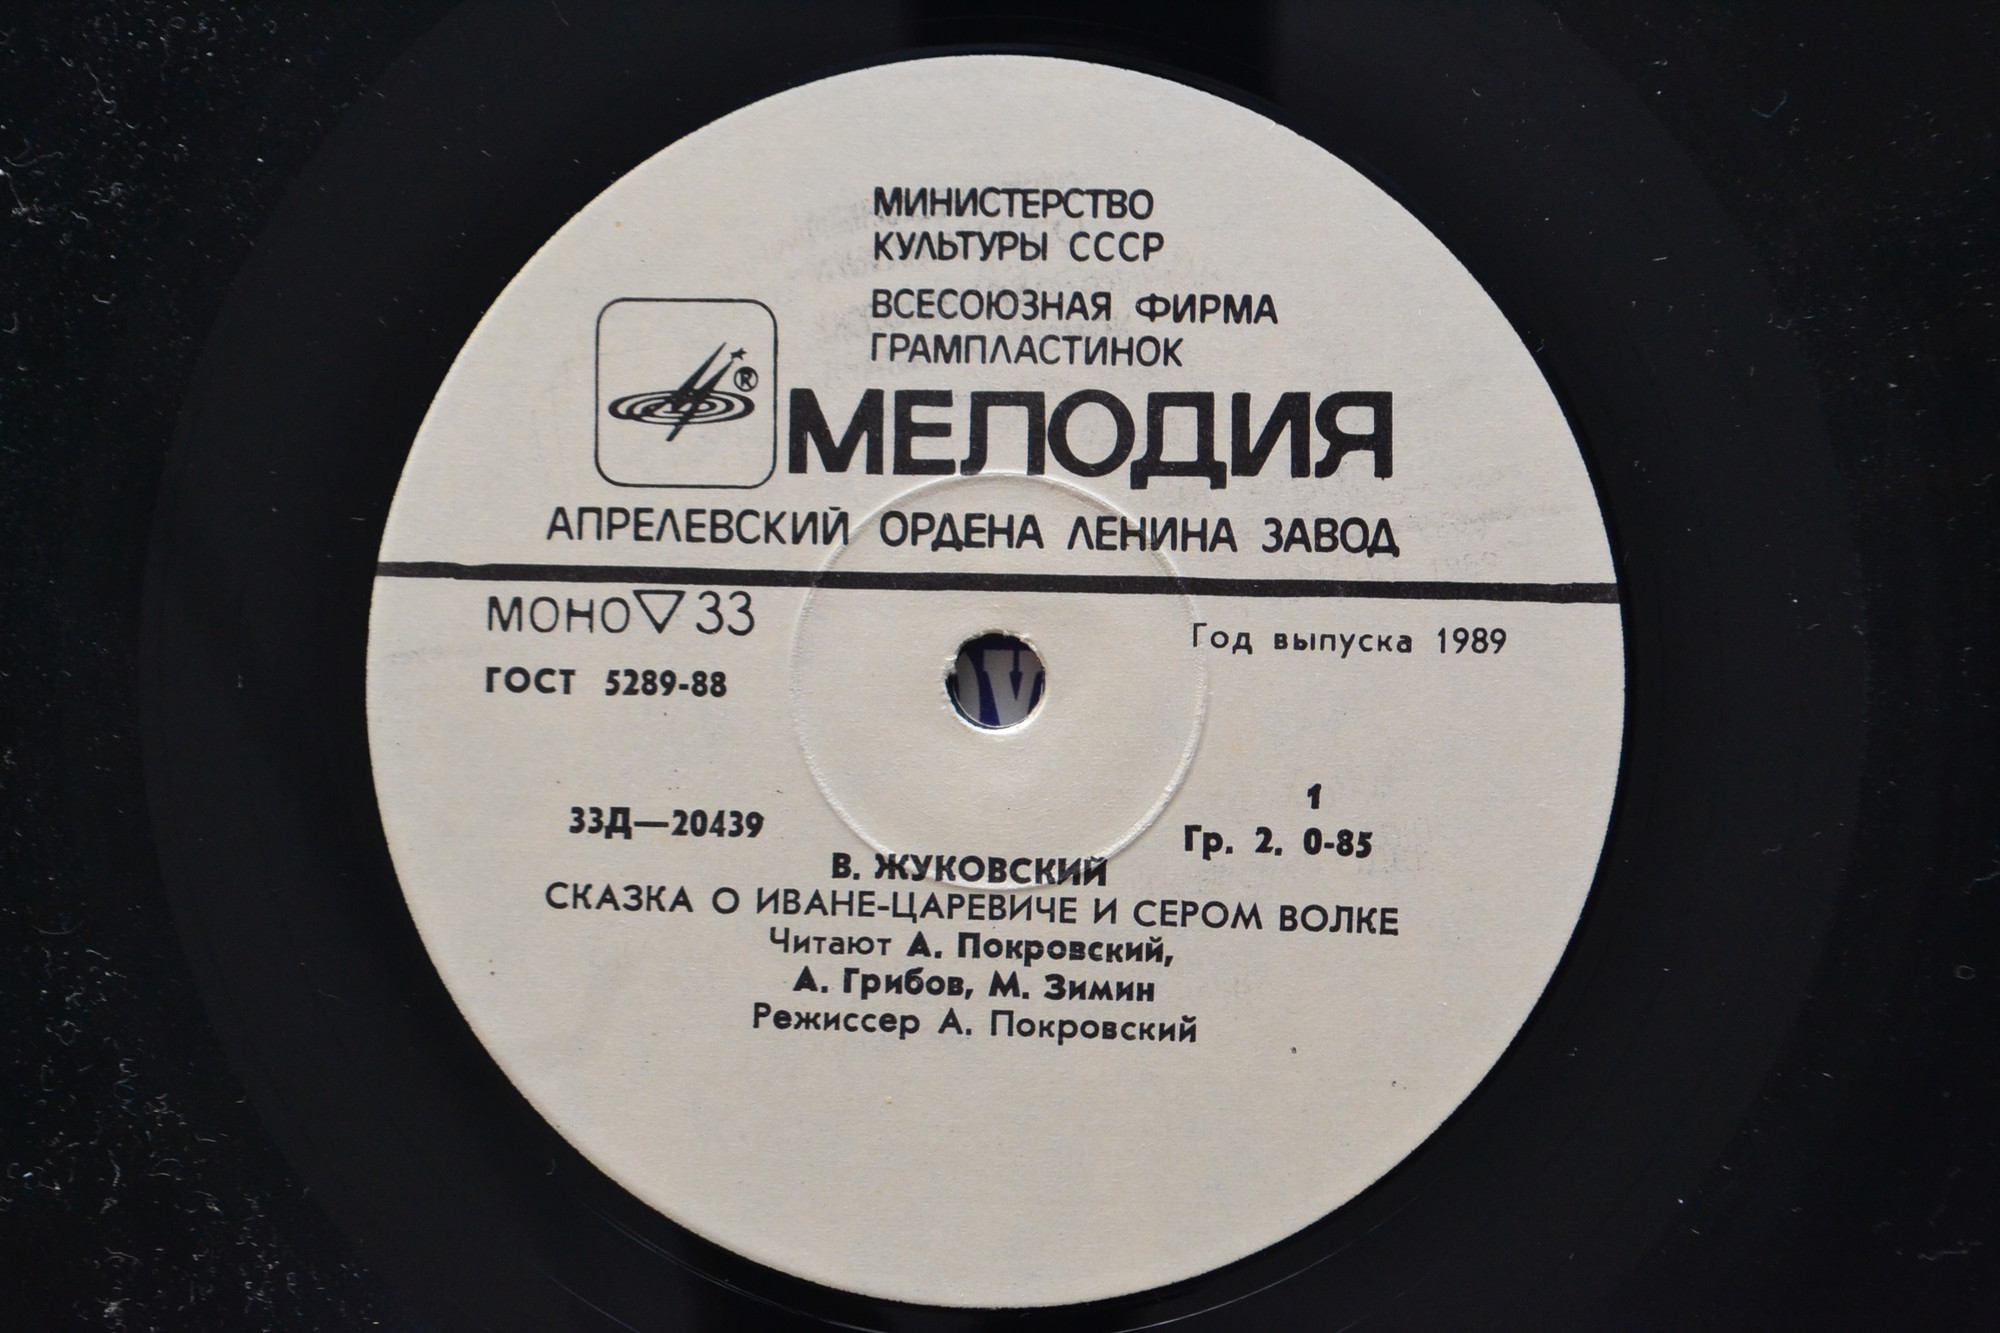 МИНИСТЕРСТВО
КУЛЬТУРЫ СССР
ВСЕСОЮЗНАЯ ФИРМА
ГРАМПЛАСТИНОК
®
МЕЛОДИЯ
АПРЕЛЕВСКИЙ ОРДЕНА ЛЕНИНА ЗАВОД
МОНО ▽ 33
Год выпуска 1989
ГОСТ 5289-88
1
33Д—20439
Гр. 2. 0-85
В. ЖУКОВСКИЙ
СКАЗКА О ИВАНЕ-ЦАРЕВИЧЕ И СЕРОМ ВОЛКЕ
Читают А. Покровский,
А. Грибов, М. Зимин
Режиссер А. Покровский